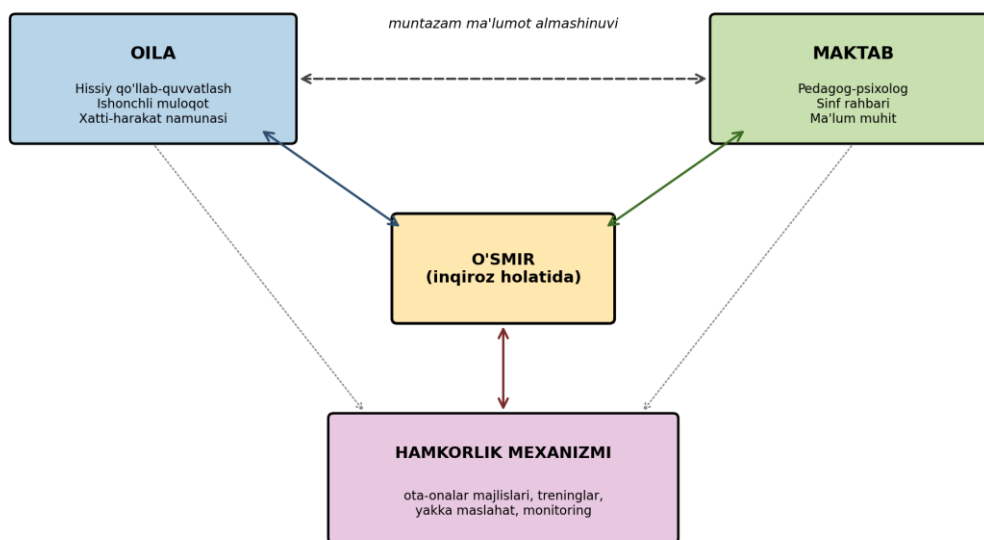 muntazam ma'lumot almashinuvi
OILA
Hissiy qo'llab-quvvatlash
Ishonchli muloqot
Xatti-harakat namunasi
MAKTAB
Pedagog-psixolog
Sinf rahbari
Ma'lum muhit
O'SMIR
(inqiroz holatida)
HAMKORLIK MEXANIZMI
ota-onalar majlislari, treninglar,
yakka maslahat, monitoring